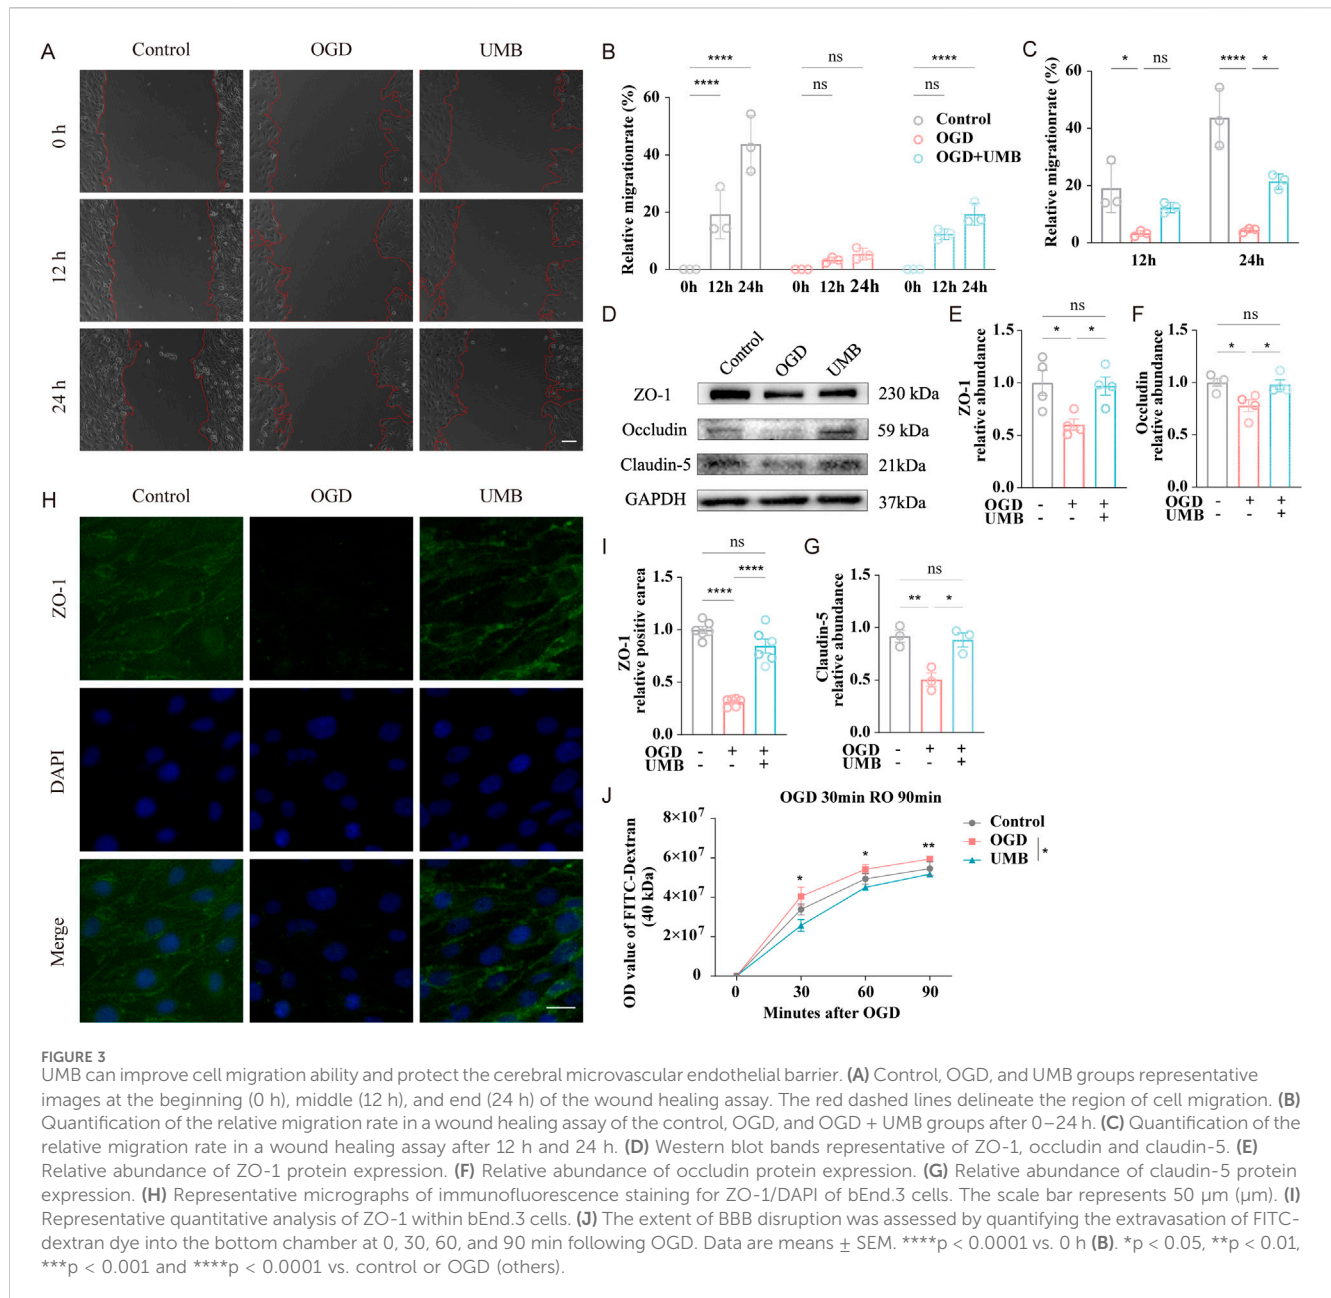 A
Control
OGD
UMB
0 h
12 h
24 h
B
Relative migrationrate (%)
60
40
20
0
****
****
ns
ns
****
ns
Control
OGD
OGD+UMB
0h 12h 24h
0h 12h 24h
0h 12h 24h
C
Relative migrationrate (%)
60
40
20
0
* ns
**** *
12h
24h
D
Control
OGD
UMB
ZO-1
230 kDa
Occludin
59 kDa
Claudin-5
21kDa
GAPDH
37kDa
E
ZO-1
relative abundance
1.5
1.0
0.5
0.0
ns
* *
OGD - + +
UMB - - +
F
Occludin
relative abundance
1.5
1.0
0.5
0.0
ns
* *
OGD - + +
UMB - - +
H
Control
OGD
UMB
ZO-1
DAPI
Merge
I
ZO-1
relative positiv earea
1.5
1.0
0.5
0.0
ns
**** ****
OGD - + +
UMB - - +
G
Claudin-5
relative abundance
1.5
1.0
0.5
0.0
ns
** *
OGD - + +
UMB - - +
J
OGD 30min RO 90min
OD value of FITC-Dextran
(40 kDa)
8×10⁷
6×10⁷
4×10⁷
2×10⁷
0
* * **
Control
OGD
UMB
*
0 30 60 90
Minutes after OGD
FIGURE 3
UMB can improve cell migration ability and protect the cerebral microvascular endothelial barrier. (A) Control, OGD, and UMB groups representative
images at the beginning (0 h), middle (12 h), and end (24 h) of the wound healing assay. The red dashed lines delineate the region of cell migration. (B)
Quantification of the relative migration rate in a wound healing assay of the control, OGD, and OGD + UMB groups after 0–24 h. (C) Quantification of the
relative migration rate in a wound healing assay after 12 h and 24 h. (D) Western blot bands representative of ZO-1, occludin and claudin-5. (E)
Relative abundance of ZO-1 protein expression. (F) Relative abundance of occludin protein expression. (G) Relative abundance of claudin-5 protein
expression. (H) Representative micrographs of immunofluorescence staining for ZO-1/DAPI of bEnd.3 cells. The scale bar represents 50 μm (μm). (I)
Representative quantitative analysis of ZO-1 within bEnd.3 cells. (J) The extent of BBB disruption was assessed by quantifying the extravasation of FITC-
dextran dye into the bottom chamber at 0, 30, 60, and 90 min following OGD. Data are means ± SEM. ****p < 0.0001 vs. 0 h (B). *p < 0.05, **p < 0.01,
***p < 0.001 and ****p < 0.0001 vs. control or OGD (others).